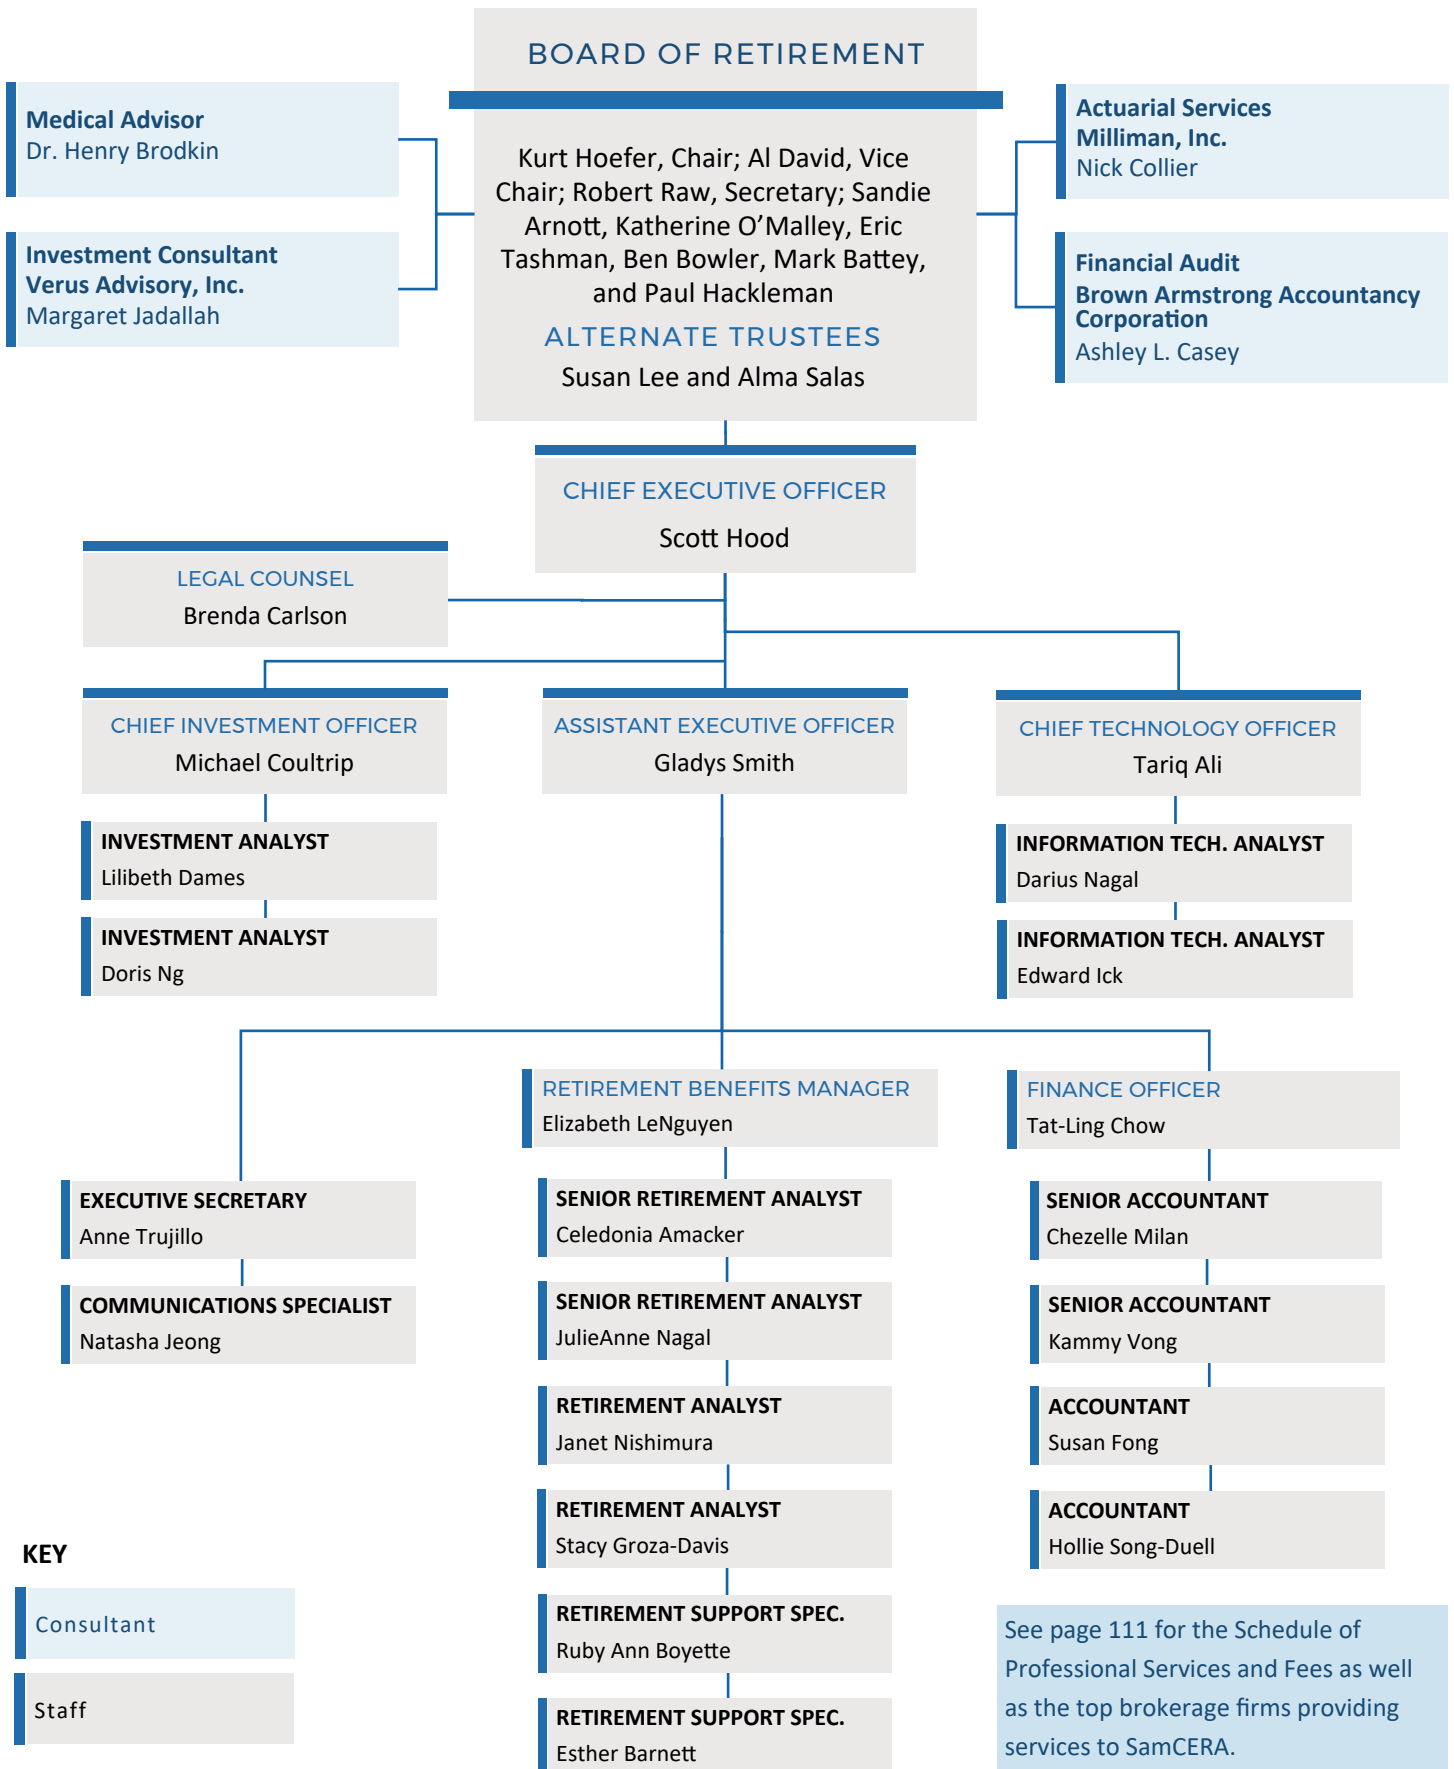 BOARD OF RETIREMENT
Medical Advisor
Dr. Henry Brodkin
Investment Consultant
Verus Advisory, Inc.
Margaret Jadallah
Kurt Hoefer, Chair; Al David, Vice
Chair; Robert Raw, Secretary; Sandie
Arnott, Katherine O’Malley, Eric
Tashman, Ben Bowler, Mark Battey,
and Paul Hackleman
ALTERNATE TRUSTEES
Susan Lee and Alma Salas
Actuarial Services
Milliman, Inc.
Nick Collier
Financial Audit
Brown Armstrong Accountancy
Corporation
Ashley L. Casey
CHIEF EXECUTIVE OFFICER
Scott Hood
LEGAL COUNSEL
Brenda Carlson
CHIEF INVESTMENT OFFICER
Michael Coultrip
INVESTMENT ANALYST
Lilibeth Dames
INVESTMENT ANALYST
Doris Ng
ASSISTANT EXECUTIVE OFFICER
Gladys Smith
CHIEF TECHNOLOGY OFFICER
Tariq Ali
INFORMATION TECH. ANALYST
Darius Nagal
INFORMATION TECH. ANALYST
Edward Ick
EXECUTIVE SECRETARY
Anne Trujillo
COMMUNICATIONS SPECIALIST
Natasha Jeong
RETIREMENT BENEFITS MANAGER
Elizabeth LeNguyen
SENIOR RETIREMENT ANALYST
Celedonia Amacker
SENIOR RETIREMENT ANALYST
JulieAnne Nagal
RETIREMENT ANALYST
Janet Nishimura
RETIREMENT ANALYST
Stacy Groza-Davis
RETIREMENT SUPPORT SPEC.
Ruby Ann Boyette
RETIREMENT SUPPORT SPEC.
Esther Barnett
FINANCE OFFICER
Tat-Ling Chow
SENIOR ACCOUNTANT
Chezelle Milan
SENIOR ACCOUNTANT
Kammy Vong
ACCOUNTANT
Susan Fong
ACCOUNTANT
Hollie Song-Duell
KEY
Consultant
Staff
See page 111 for the Schedule of
Professional Services and Fees as well
as the top brokerage firms providing
services to SamCERA.